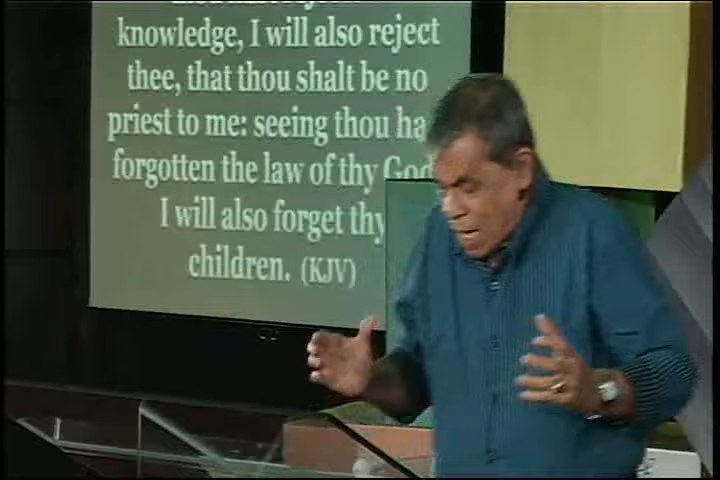 knowledge, I will also reject
thee, that thou shalt be no
priest to me: seeing thou ha
forgotten the law of thy God
I will also forget thy
children. (KJV)